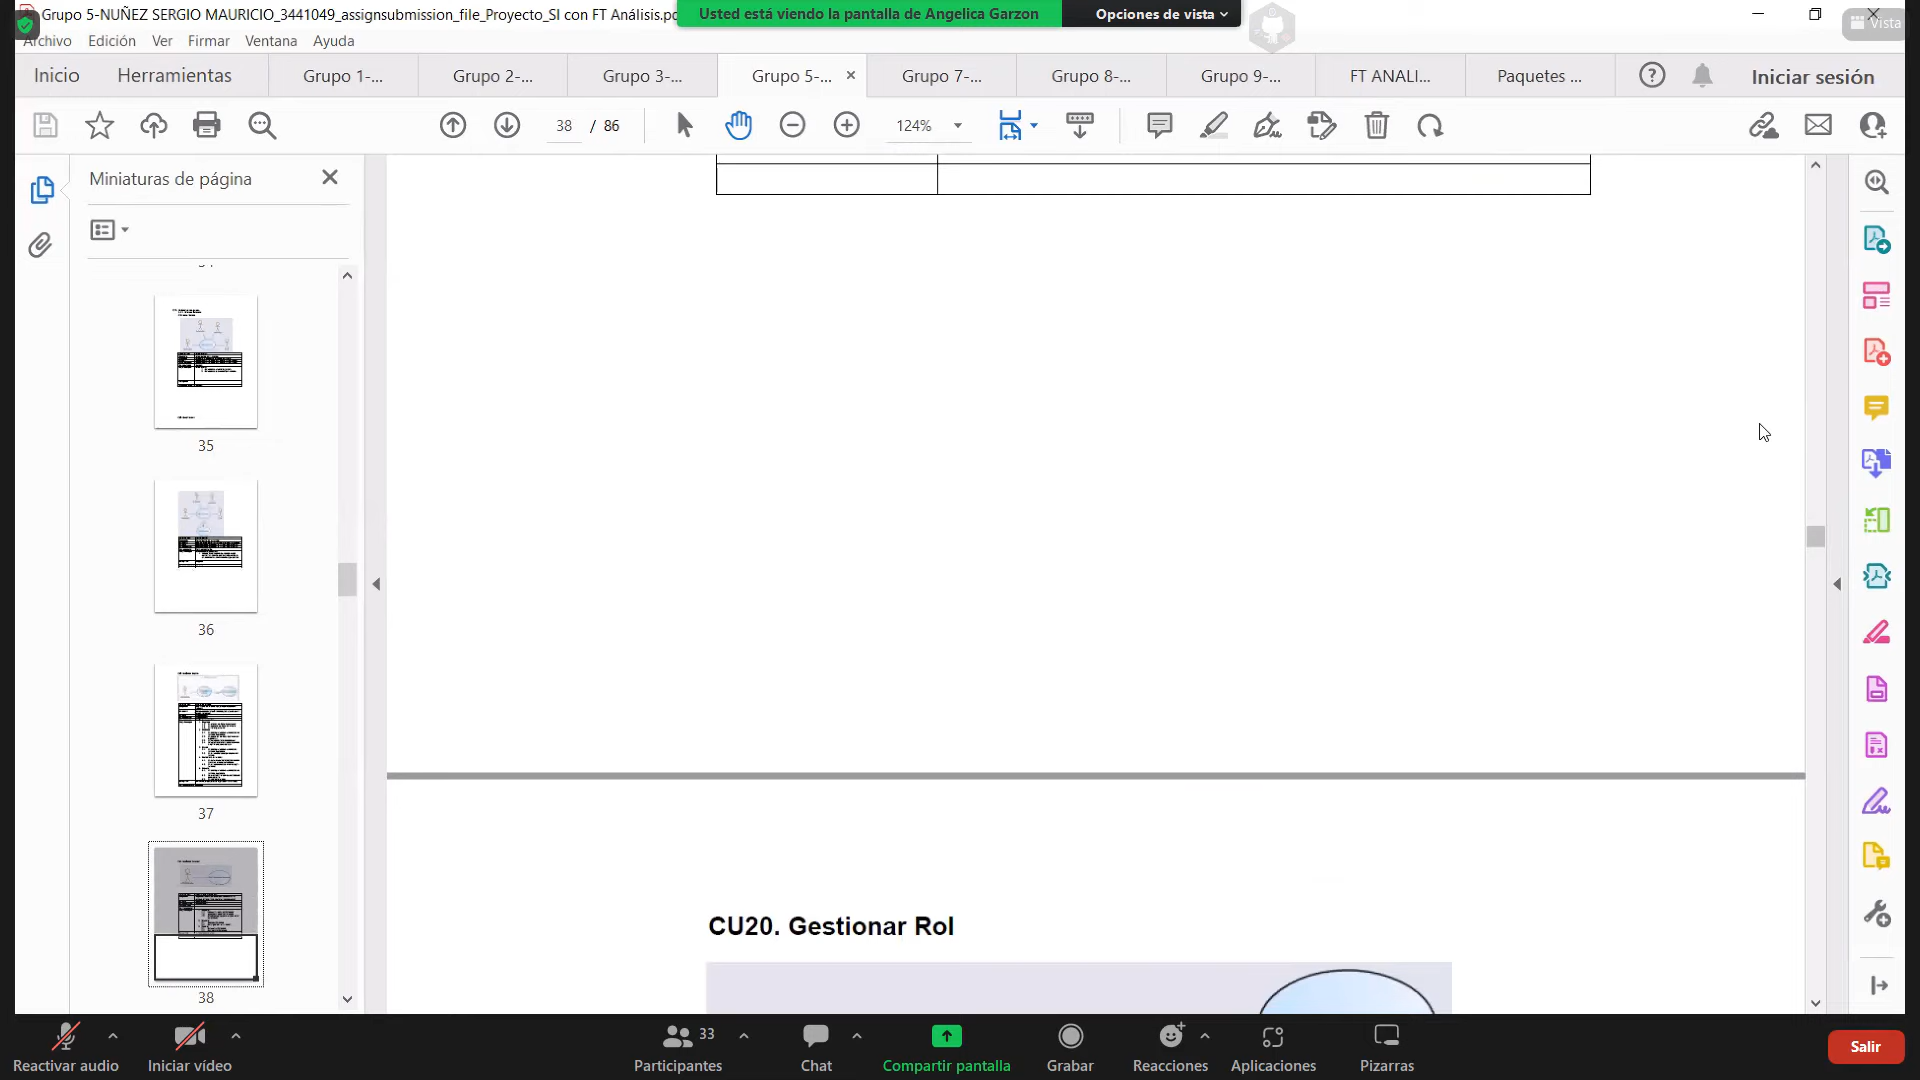 Grupo 5-NUÑEZ SERGIO MAURICIO_3441049_assignsubmission_file_Proyecto_SI con FT Análisis.pd
Usted está viendo la pantalla de Angelica Garzon
Opciones de vista
Vista
Archivo Edición Ver Firmar Ventana Ayuda
Inicio Herramientas Grupo 1-... Grupo 2-... Grupo 3-... Grupo 5-... Grupo 7-... Grupo 8-... Grupo 9-... FT ANALI... Paquetes ... Iniciar sesión
38 / 86 124%
Miniaturas de página
35
36
37
38
CU20. Gestionar Rol
Reactivar audio Iniciar vídeo Participantes 33 Chat Compartir pantalla Grabar Reacciones Aplicaciones Pizarras Salir